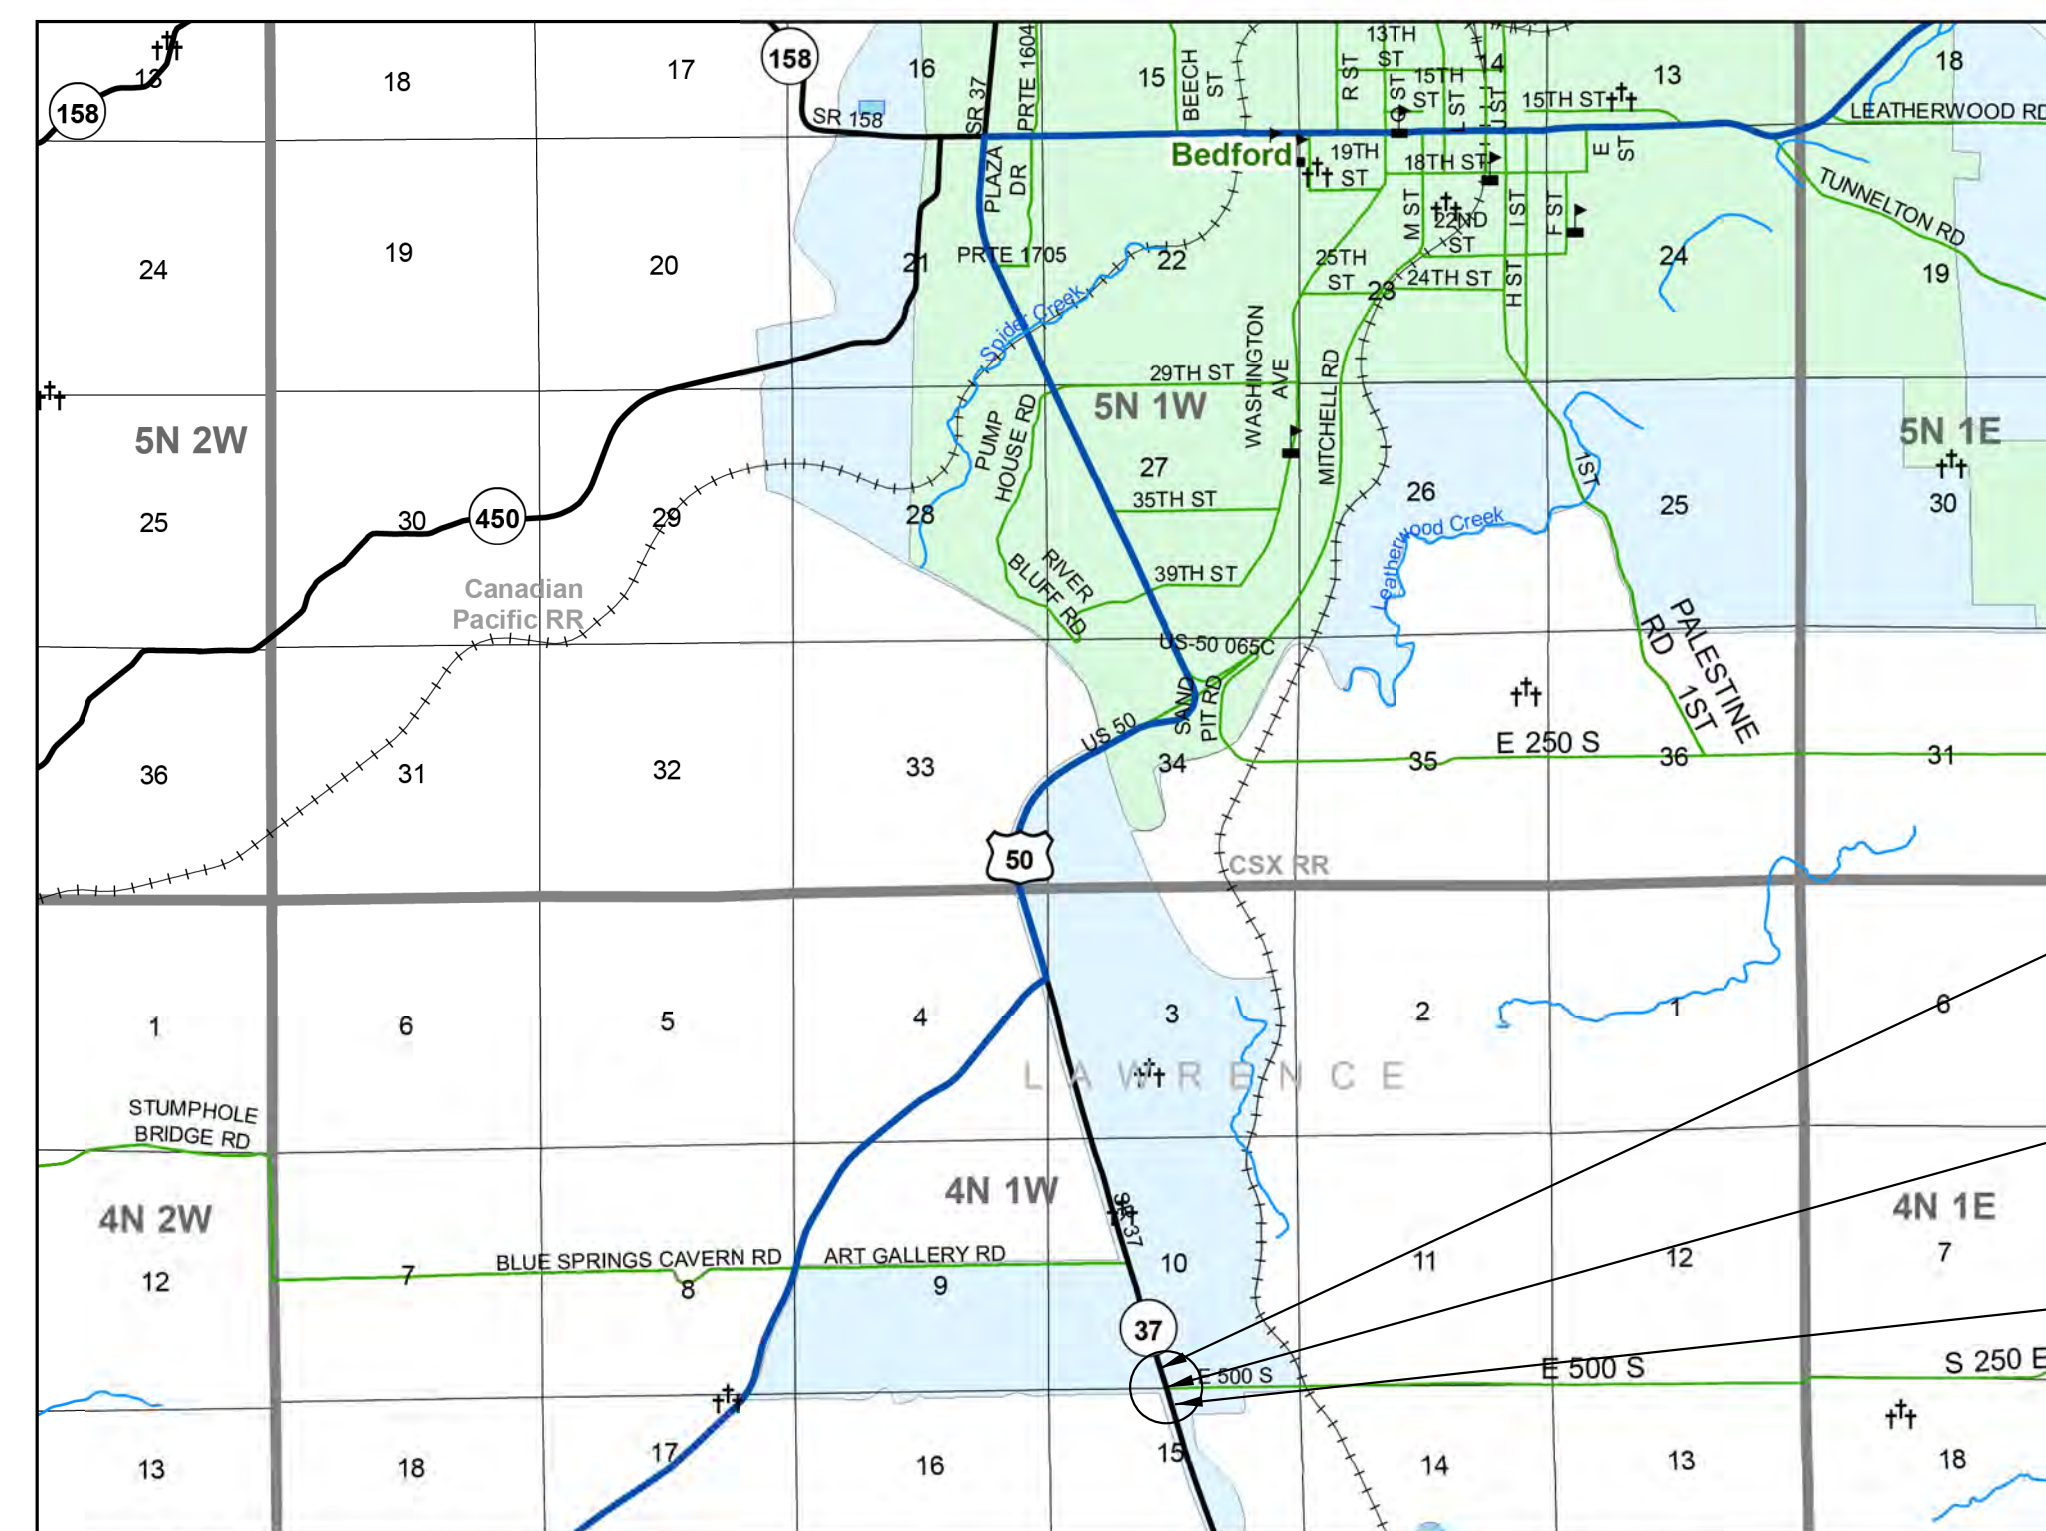 13
18
17
158
16
SR 37
PRTE 1604
15
BEECH
ST
R ST
13TH
ST
15TH
ST
Q ST
L ST
J ST
14
13
15TH ST
18
158
SR 158
LEATHERWOOD RD
Bedford
19TH
ST
18TH ST
E
ST
PLAZA
DR
M ST
22ND
ST
I ST
F ST
TUNNELTON RD
24
19
20
21
PRTE 1705
22
25TH
ST
23
24TH ST
H ST
24
19
Spider Creek
WASHINGTON
AVE
MITCHELL RD
29TH ST
5N 2W
5N 1W
5N 1E
PUMP
HOUSE RD
27
35TH ST
26
1ST
25
30
25
30
450
29
28
Leatherwood Creek
Canadian
Pacific RR
RIVER
BLUFF RD
39TH ST
US-50 065C
PALESTINE
RD
1ST
SAND
PIT RD
US 50
E 250 S
36
31
32
33
34
35
36
31
50
CSX RR
1
6
5
4
3
2
1
6
LAWRENCE
STUMPHOLE
BRIDGE RD
4N 2W
4N 1W
4N 1E
SR 37
BLUE SPRINGS CAVERN RD
ART GALLERY RD
12
7
8
9
10
11
12
7
37
E 500 S
E 500 S
S 250 E
13
18
17
16
15
14
13
18